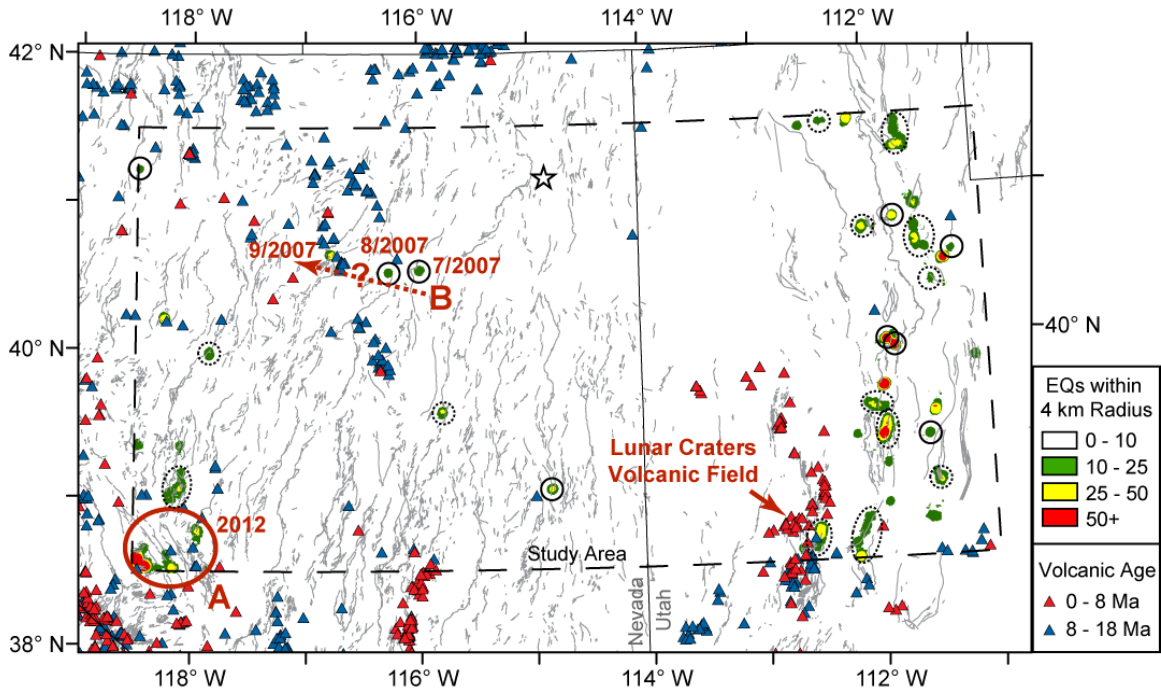 118° W 116° W 114° W 112° W
42° N
9/2007
8/2007
7/2007
?
B
40° N
40° N
EQs within
4 km Radius
0 - 10
10 - 25
25 - 50
50+
Lunar Craters
Volcanic Field
2012
Study Area
A
Nevada
Utah
Volcanic Age
0 - 8 Ma
8 - 18 Ma
38° N
118° W 116° W 114° W 112° W 112° W